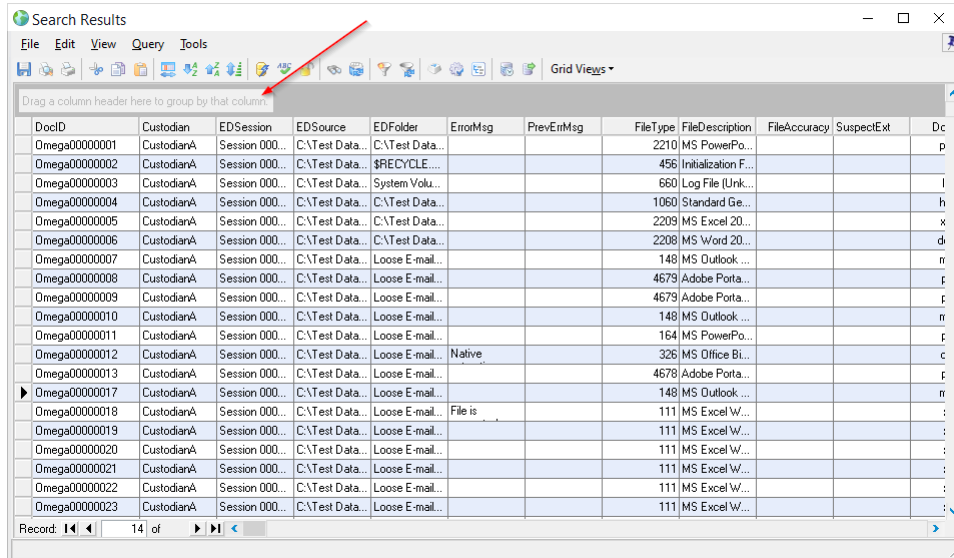 Search Results
File Edit View Query Tools
Grid Views
Drag a column header here to group by that column.
DocID Custodian EDSession EDSource EDFolder ErrorMsg PrevErrMsg FileType FileDescription FileAccuracy SuspectExt Dc
Omega00000001 CustodianA Session 000... C:\Test Data... C:\Test Data... 2210 MS PowerPo... p
Omega00000002 CustodianA Session 000... C:\Test Data... $RECYCLE.... 456 Initialization F...
Omega00000003 CustodianA Session 000... C:\Test Data... System Volu... 660 Log File (Unk...
Omega00000004 CustodianA Session 000... C:\Test Data... C:\Test Data... 1060 Standard Ge... h
Omega00000005 CustodianA Session 000... C:\Test Data... C:\Test Data... 2209 MS Excel 20... x
Omega00000006 CustodianA Session 000... C:\Test Data... C:\Test Data... 2208 MS Word 20...
Omega00000007 CustodianA Session 000... C:\Test Data... Loose E-mail... 148 MS Outlook ...
Omega00000008 CustodianA Session 000... C:\Test Data... Loose E-mail... 4679 Adobe Porta...
Omega00000009 CustodianA Session 000... C:\Test Data... Loose E-mail... 4679 Adobe Porta...
Omega00000010 CustodianA Session 000... C:\Test Data... Loose E-mail... 148 MS Outlook ...
Omega00000011 CustodianA Session 000... C:\Test Data... Loose E-mail... 164 MS PowerPo...
Omega00000012 CustodianA Session 000... C:\Test Data... Loose E-mail... Native 326 MS Office Bi...
Omega00000013 CustodianA Session 000... C:\Test Data... Loose E-mail... 4678 Adobe Porta...
Omega00000017 CustodianA Session 000... C:\Test Data... Loose E-mail... 148 MS Outlook ...
Omega00000018 CustodianA Session 000... C:\Test Data... Loose E-mail... File is 111 MS Excel W...
Omega00000019 CustodianA Session 000... C:\Test Data... Loose E-mail... 111 MS Excel W...
Omega00000020 CustodianA Session 000... C:\Test Data... Loose E-mail... 111 MS Excel W...
Omega00000021 CustodianA Session 000... C:\Test Data... Loose E-mail... 111 MS Excel W...
Omega00000022 CustodianA Session 000... C:\Test Data... Loose E-mail... 111 MS Excel W...
Omega00000023 CustodianA Session 000... C:\Test Data... Loose E-mail... 111 MS Excel W...
Record: 14 of